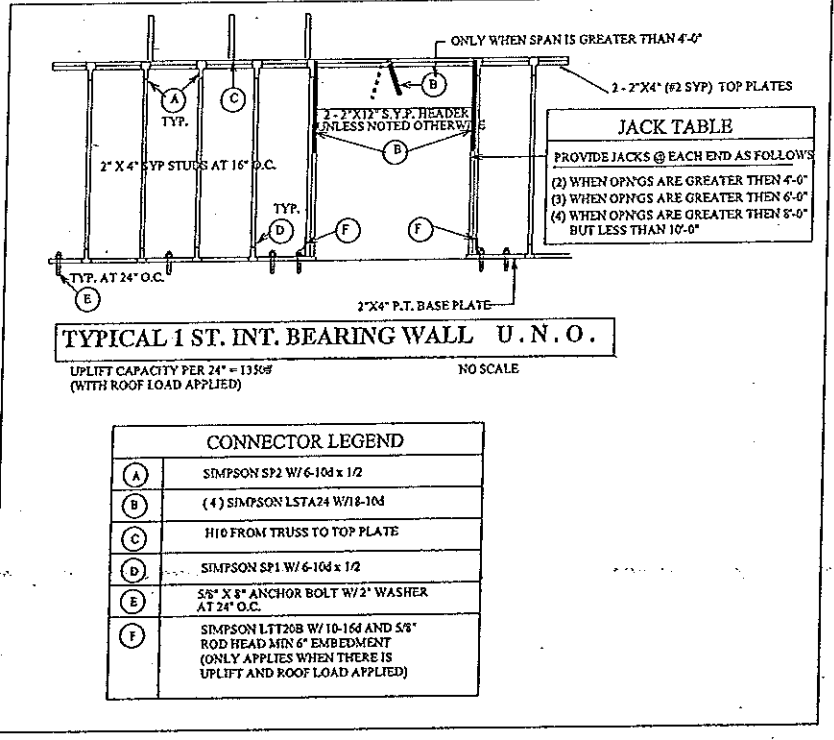 ONLY WHEN SPAN IS GREATER THAN 4'-0"
B
2 - 2"X4" (#2 SYP) TOP PLATES
A
TYP.
C
2 - 2"X12" S.Y.P. HEADER
UNLESS NOTED OTHERWISE
B
2" X 4" SYP STUDS AT 16" O.C.
JACK TABLE
PROVIDE JACKS @ EACH END AS FOLLOWS
(2) WHEN OPN'GS ARE GREATER THEN 4'-0"
(3) WHEN OPN'GS ARE GREATER THEN 6'-0"
(4) WHEN OPN'GS ARE GREATER THEN 8'-0"
BUT LESS THAN 10'-0"
TYP.
D
F
F
TYP. AT 24" O.C.
E
2"X4" P.T. BASE PLATE
TYPICAL 1 ST. INT. BEARING WALL U.N.O.
UPLIFT CAPACITY PER 24" = 1350#
(WITH ROOF LOAD APPLIED)
NO SCALE
CONNECTOR LEGEND
A SIMPSON SP2 W/ 6-10d x 1/2
B (4) SIMPSON LSTA24 W/18-10d
C H10 FROM TRUSS TO TOP PLATE
D SIMPSON SP1 W/ 6-10d x 1/2
E 5/8" X 8" ANCHOR BOLT W/ 2" WASHER
AT 24" O.C.
F SIMPSON LTT20B W/ 10-16d AND 5/8"
ROD HEAD MIN 6" EMBEDMENT
(ONLY APPLIES WHEN THERE IS
UPLIFT AND ROOF LOAD APPLIED)